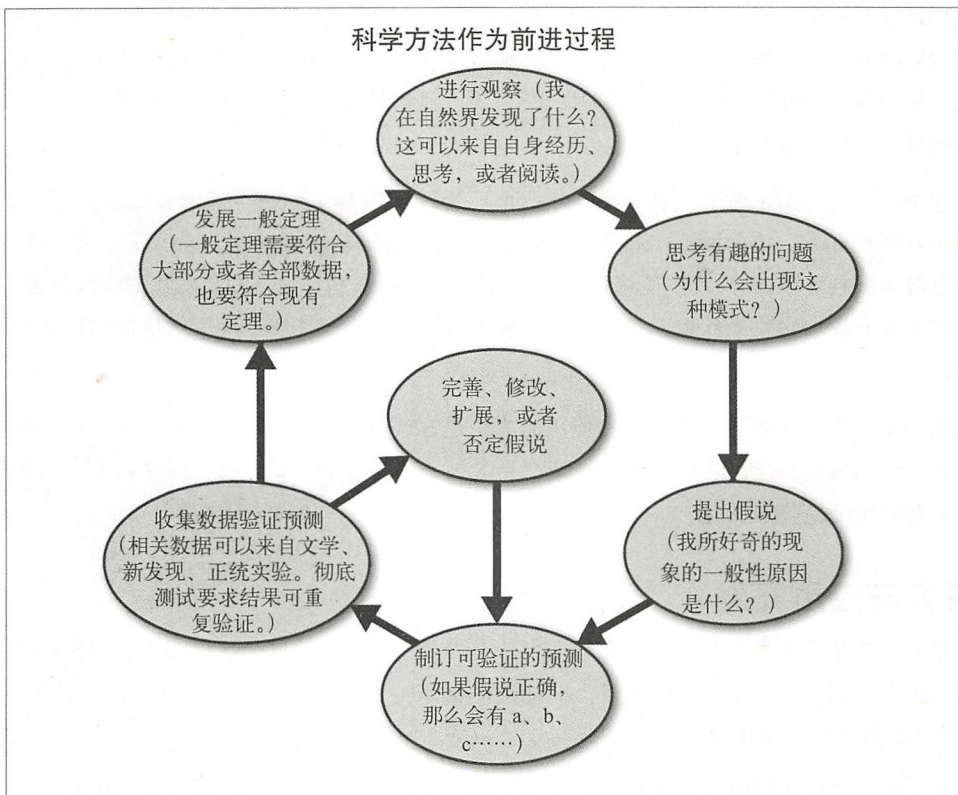 科学方法作为前进过程
进行观察（我
在自然界发现了什么？
这可以来自自身经历、
思考，或者阅读。）
思考有趣的问题
（为什么会出现这
种模式？）
提出假说
（我所好奇的现
象的一般性原因
是什么？）
制订可验证的预测
（如果假说正确，
那么会有 a、b、
c……）
收集数据验证预测
（相关数据可以来自文学、
新发现、正统实验。彻底
测试要求结果可重
复验证。）
完善、修改、
扩展，或者
否定假说
发展一般定理
（一般定理需要符合
大部分或者全部数据，
也要符合现有
定理。）